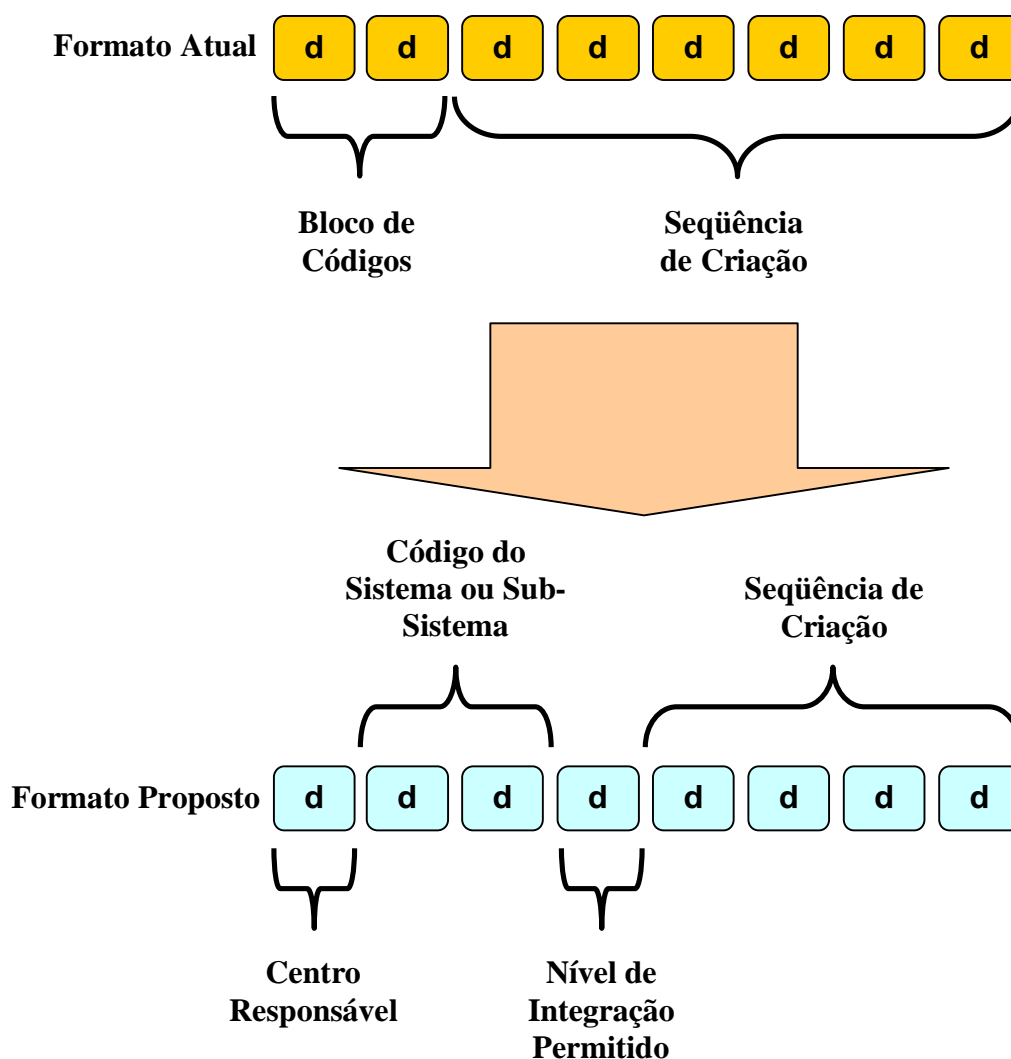 Formato Atual d d d d d d d d
Bloco de
Códigos
Seqüência
de Criação
Código do
Sistema ou Sub-
Sistema
Seqüência de
Criação
Formato Proposto d d d d d d d d
Centro
Responsável
Nível de
Integração
Permitido